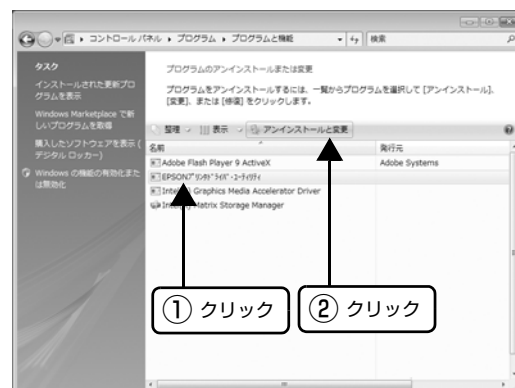 コントロール パネル ▸ プログラム ▸ プログラムと機能
検索
タスク
インストールされた更新プロ
グラムを表示
Windows Marketplace で新
しいプログラムを取得
購入したソフトウェアを表示 (
デジタル ロッカー)
Windows の機能の有効化また
は無効化
プログラムのアンインストールまたは変更
プログラムをアンインストールするには、一覧からプログラムを選択して [アンインストール]、
[変更]、または [修復] をクリックします。
整理 表示 アンインストールと変更
名前 発行元
Adobe Flash Player 9 ActiveX Adobe Systems
EPSONプリンタドライバ・ユーティリティ
Graphics Media Accelerator Driver
Matrix Storage Manager
① クリック
② クリック